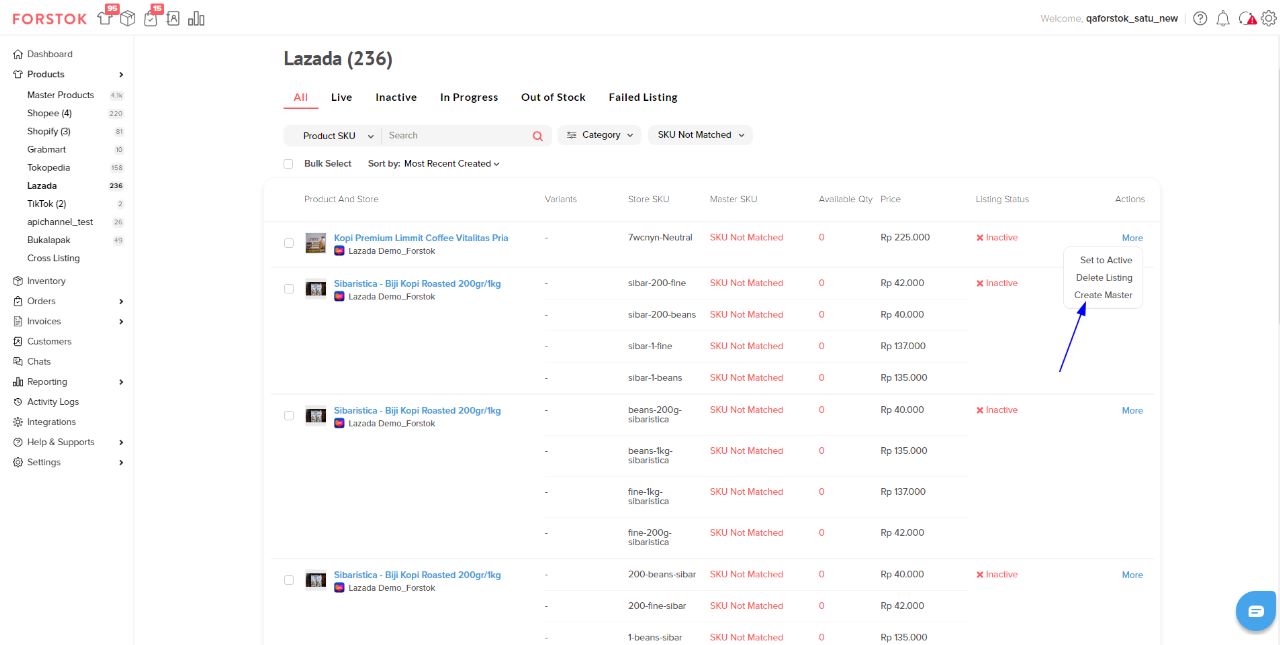 FORSTOK
95
15
Welcome, qaforstok_satu_new
Dashboard
Products
Master Products 4.1k
Shopee (4) 220
Shopify (3) 81
Grabmart 10
Tokopedia 158
Lazada 236
TikTok (2) 2
apichannel_test 26
Bukalapak 49
Cross Listing
Inventory
Orders
Invoices
Customers
Chats
Reporting
Activity Logs
Integrations
Help & Supports
Settings
Lazada (236)
All Live Inactive In Progress Out of Stock Failed Listing
Product SKU Search Category SKU Not Matched
Bulk Select Sort by: Most Recent Created
Product And Store Variants Store SKU Master SKU Available Qty Price Listing Status Actions
Kopi Premium Limmit Coffee Vitalitas Pria - 7wcnyn-Neutral SKU Not Matched 0 Rp 225.000 Inactive More
Lazada Demo_Forstok
Set to Active
Delete Listing
Create Master
Sibaristica - Biji Kopi Roasted 200gr/1kg - sibar-200-fine SKU Not Matched 0 Rp 42.000 Inactive
Lazada Demo_Forstok
- sibar-200-beans SKU Not Matched 0 Rp 40.000
- sibar-1-fine SKU Not Matched 0 Rp 137.000
- sibar-1-beans SKU Not Matched 0 Rp 135.000
Sibaristica - Biji Kopi Roasted 200gr/1kg - beans-200g- SKU Not Matched 0 Rp 40.000 Inactive More
Lazada Demo_Forstok sibaristica
- beans-1kg- SKU Not Matched 0 Rp 135.000
sibaristica
- fine-1kg- SKU Not Matched 0 Rp 137.000
sibaristica
- fine-200g- SKU Not Matched 0 Rp 42.000
sibaristica
Sibaristica - Biji Kopi Roasted 200gr/1kg - 200-beans-sibar SKU Not Matched 0 Rp 40.000 Inactive More
Lazada Demo_Forstok
- 200-fine-sibar SKU Not Matched 0 Rp 42.000
- 1-beans-sibar SKU Not Matched 0 Rp 135.000